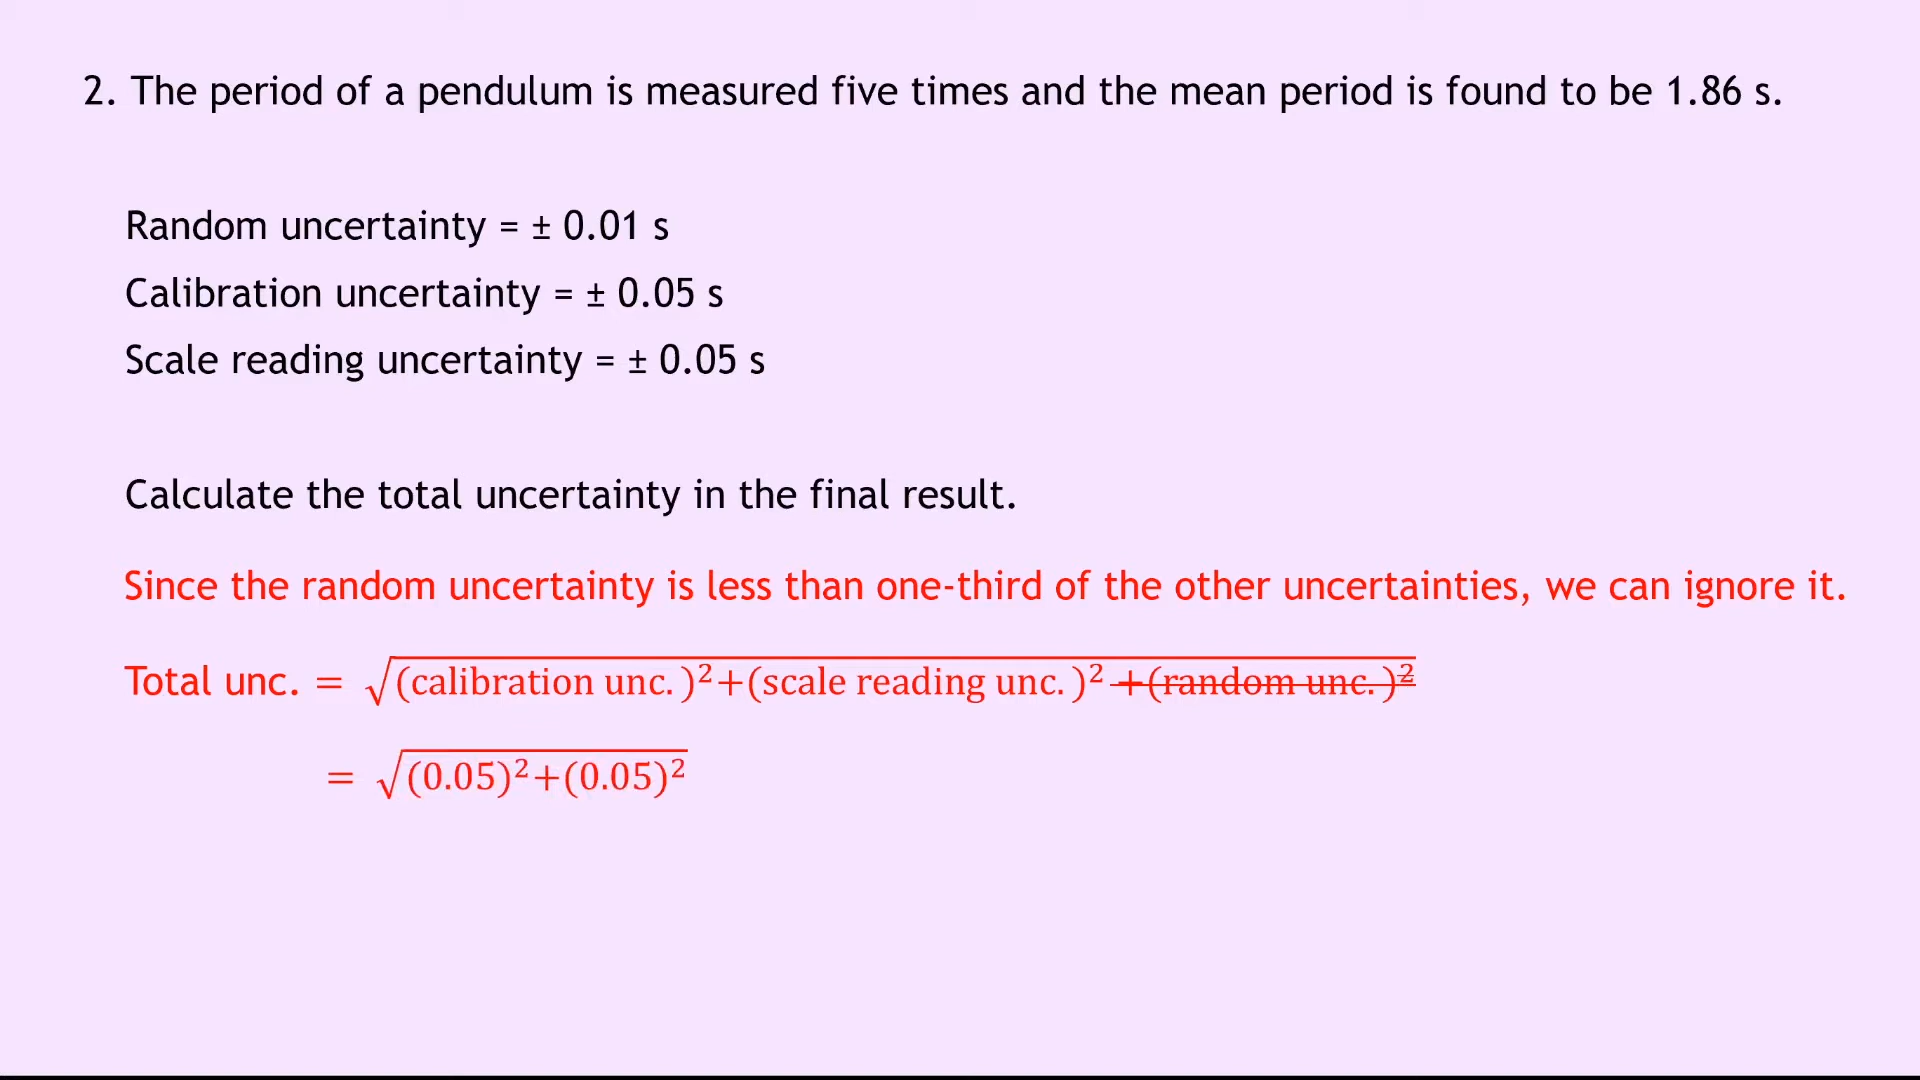 2. The period of a pendulum is measured five times and the mean period is found to be 1.86 s.
Random uncertainty = ± 0.01 s
Calibration uncertainty = ± 0.05 s
Scale reading uncertainty = ± 0.05 s
Calculate the total uncertainty in the final result.
Since the random uncertainty is less than one-third of the other uncertainties, we can ignore it.
Total unc. = √(calibration unc. )²+(scale reading unc. )² +(random unc. )²
= √(0.05)²+(0.05)²